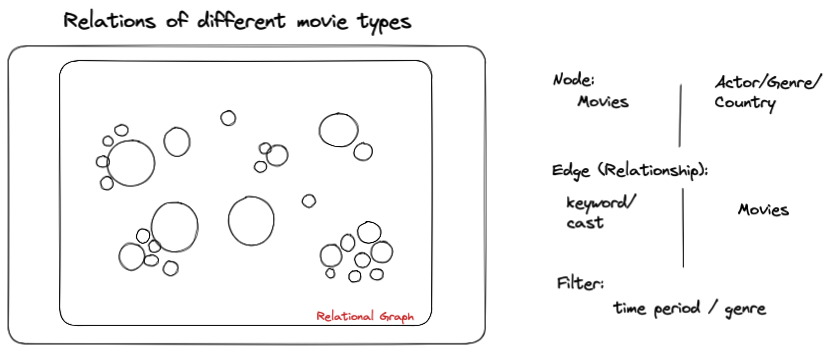 Relations of different movie types
Relational Graph
Node:
Movies
Actor/Genre/
Country
Edge (Relationship):
keyword/
cast
Movies
Filter:
time period / genre